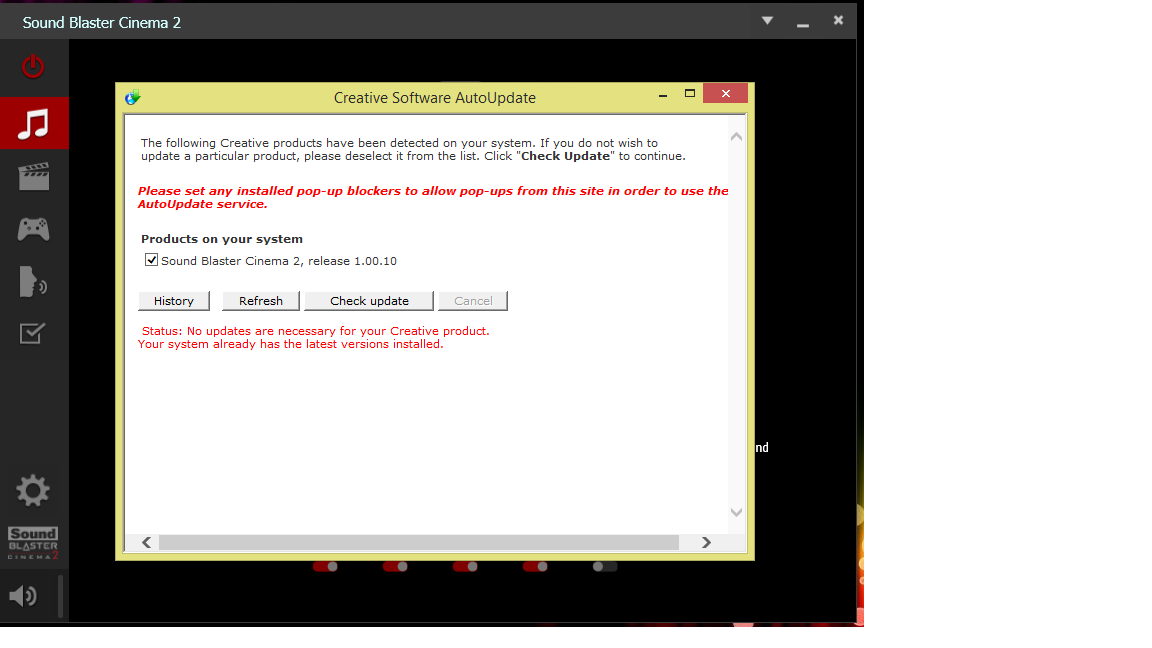 Sound Blaster Cinema 2
Creative Software AutoUpdate
The following Creative products have been detected on your system. If you do not wish to
update a particular product, please deselect it from the list. Click "Check Update" to continue.
Please set any installed pop-up blockers to allow pop-ups from this site in order to use the
AutoUpdate service.
Products on your system
Sound Blaster Cinema 2, release 1.00.10
History Refresh Check update Cancel
Status: No updates are necessary for your Creative product.
Your system already has the latest versions installed.
nd
Sound
BLASTER
CINEMA 2